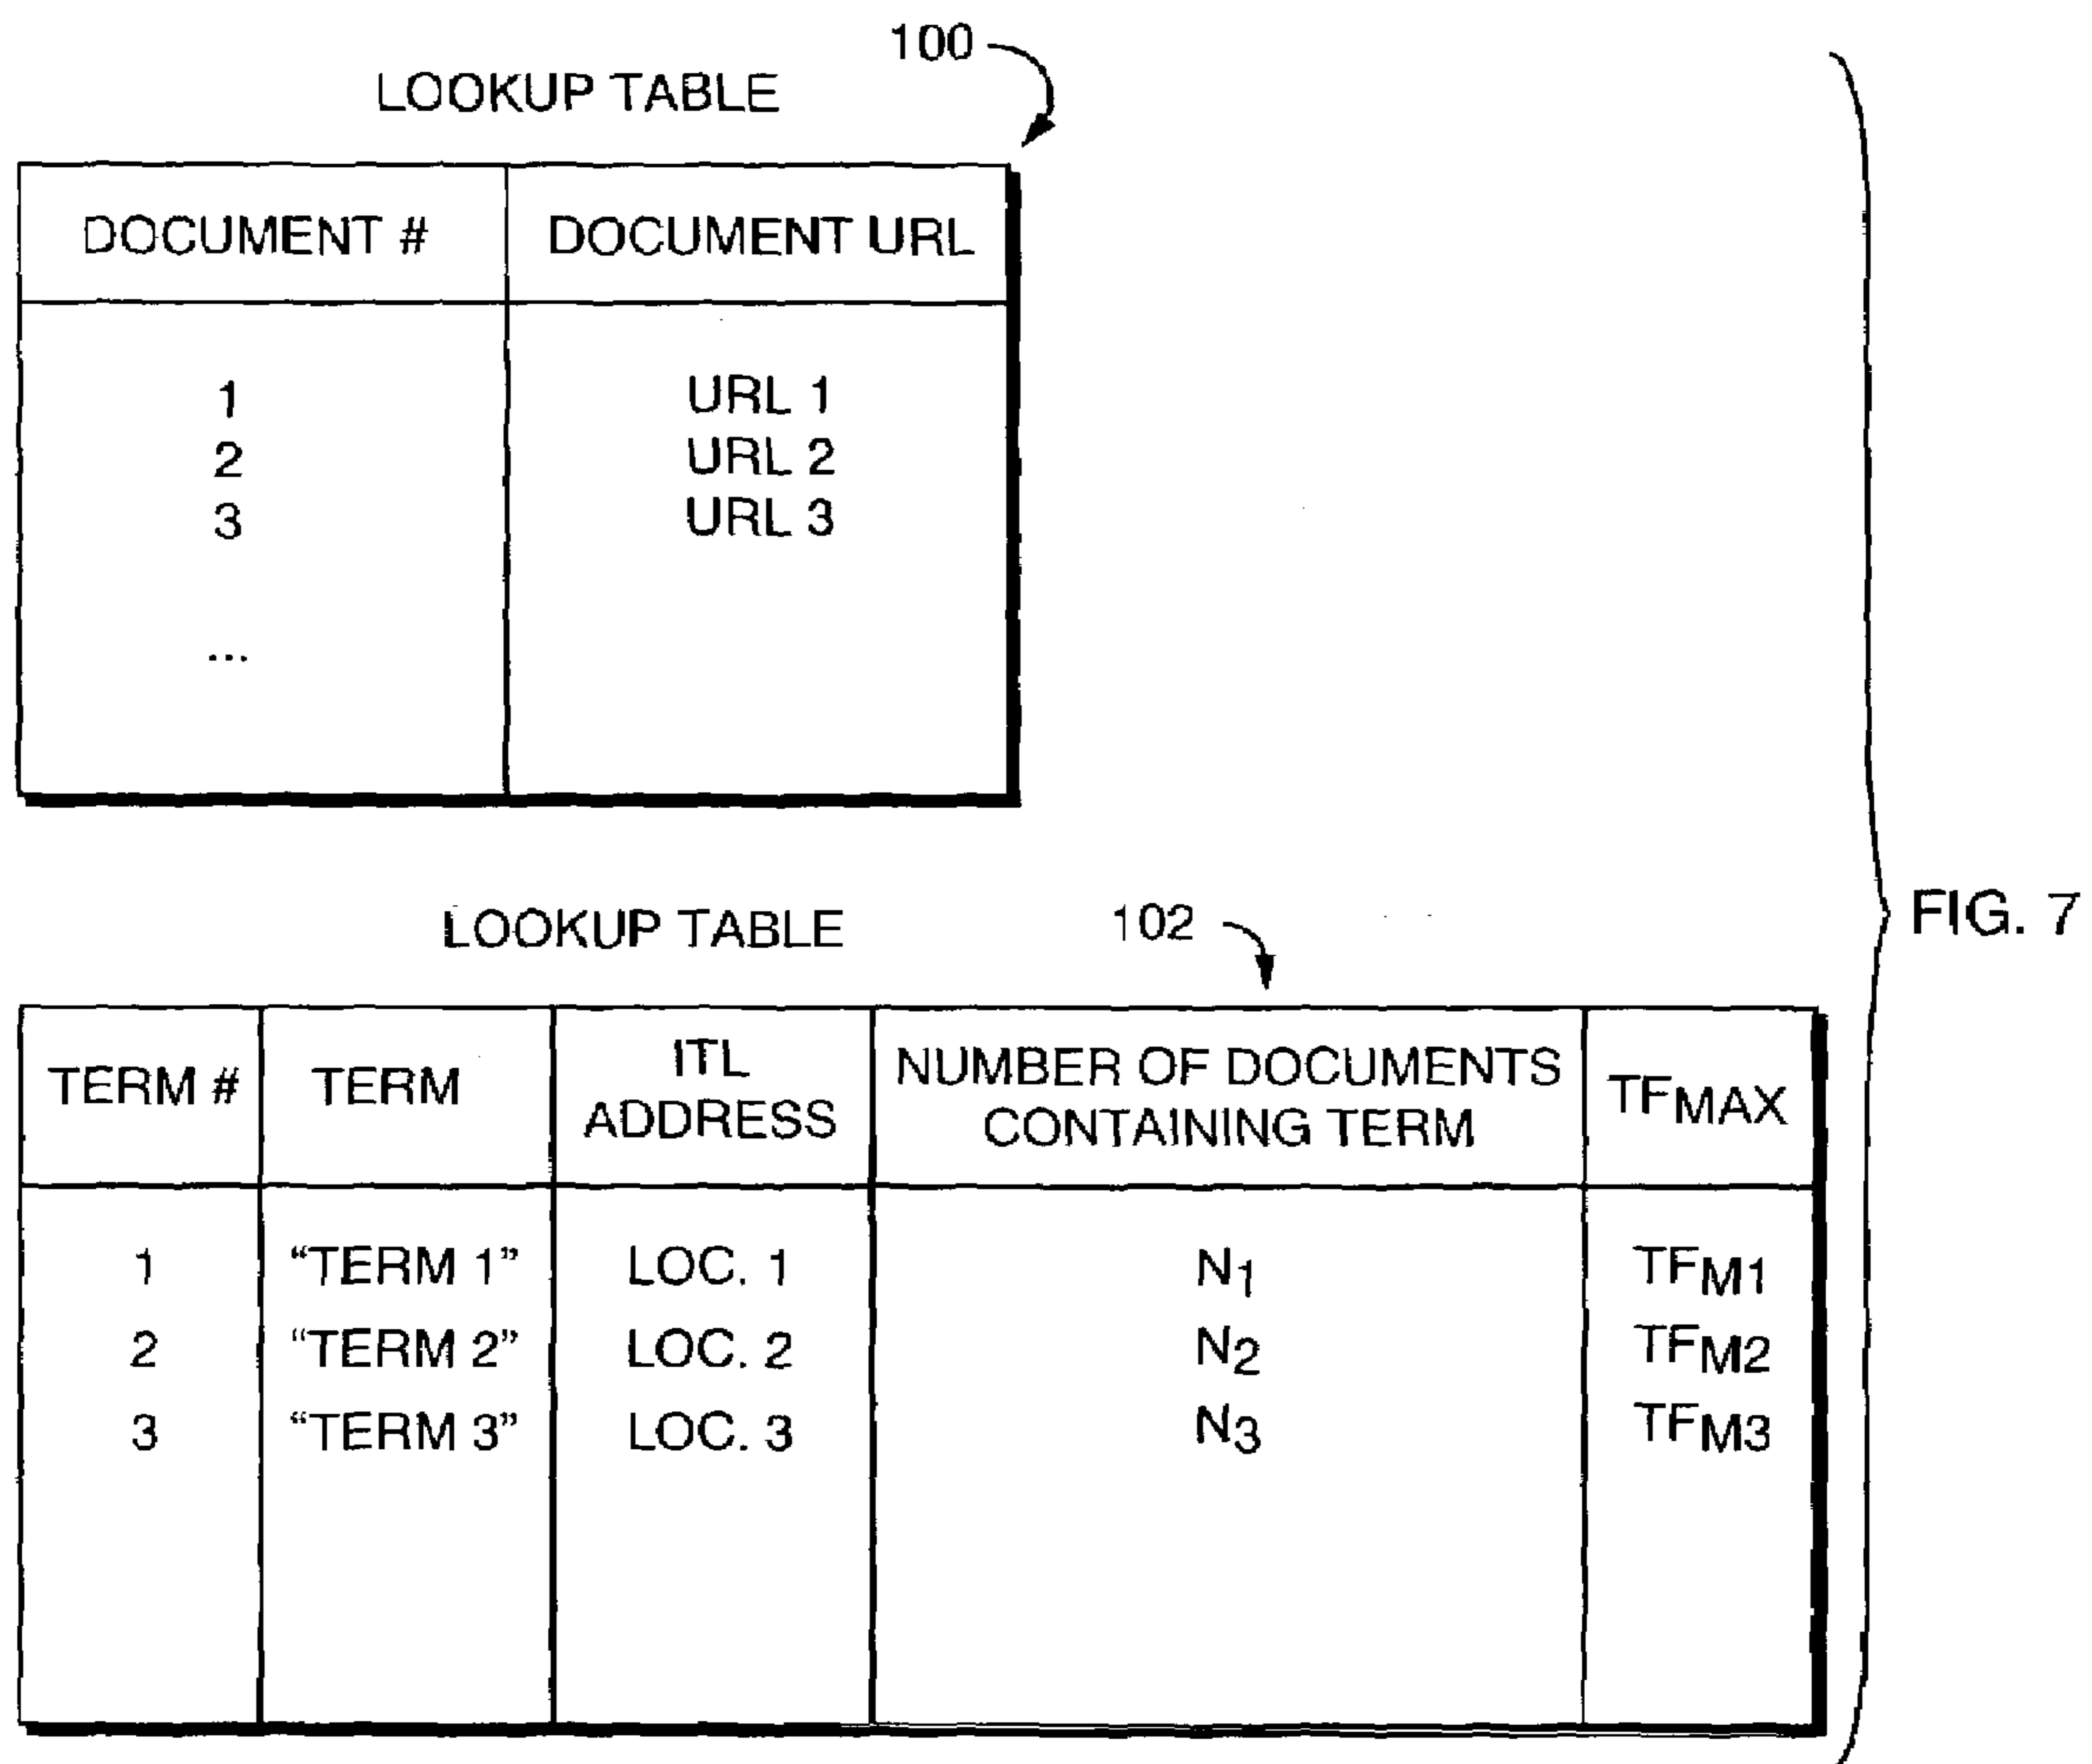 100
LOOKUP TABLE
DOCUMENT # DOCUMENT URL
1 URL 1
2 URL 2
3 URL 3
...
FIG. 7
LOOKUP TABLE 102
TERM # TERM ITL ADDRESS NUMBER OF DOCUMENTS CONTAINING TERM TFMAX
1 “TERM 1” LOC. 1 N1 TFM1
2 “TERM 2” LOC. 2 N2 TFM2
3 “TERM 3” LOC. 3 N3 TFM3